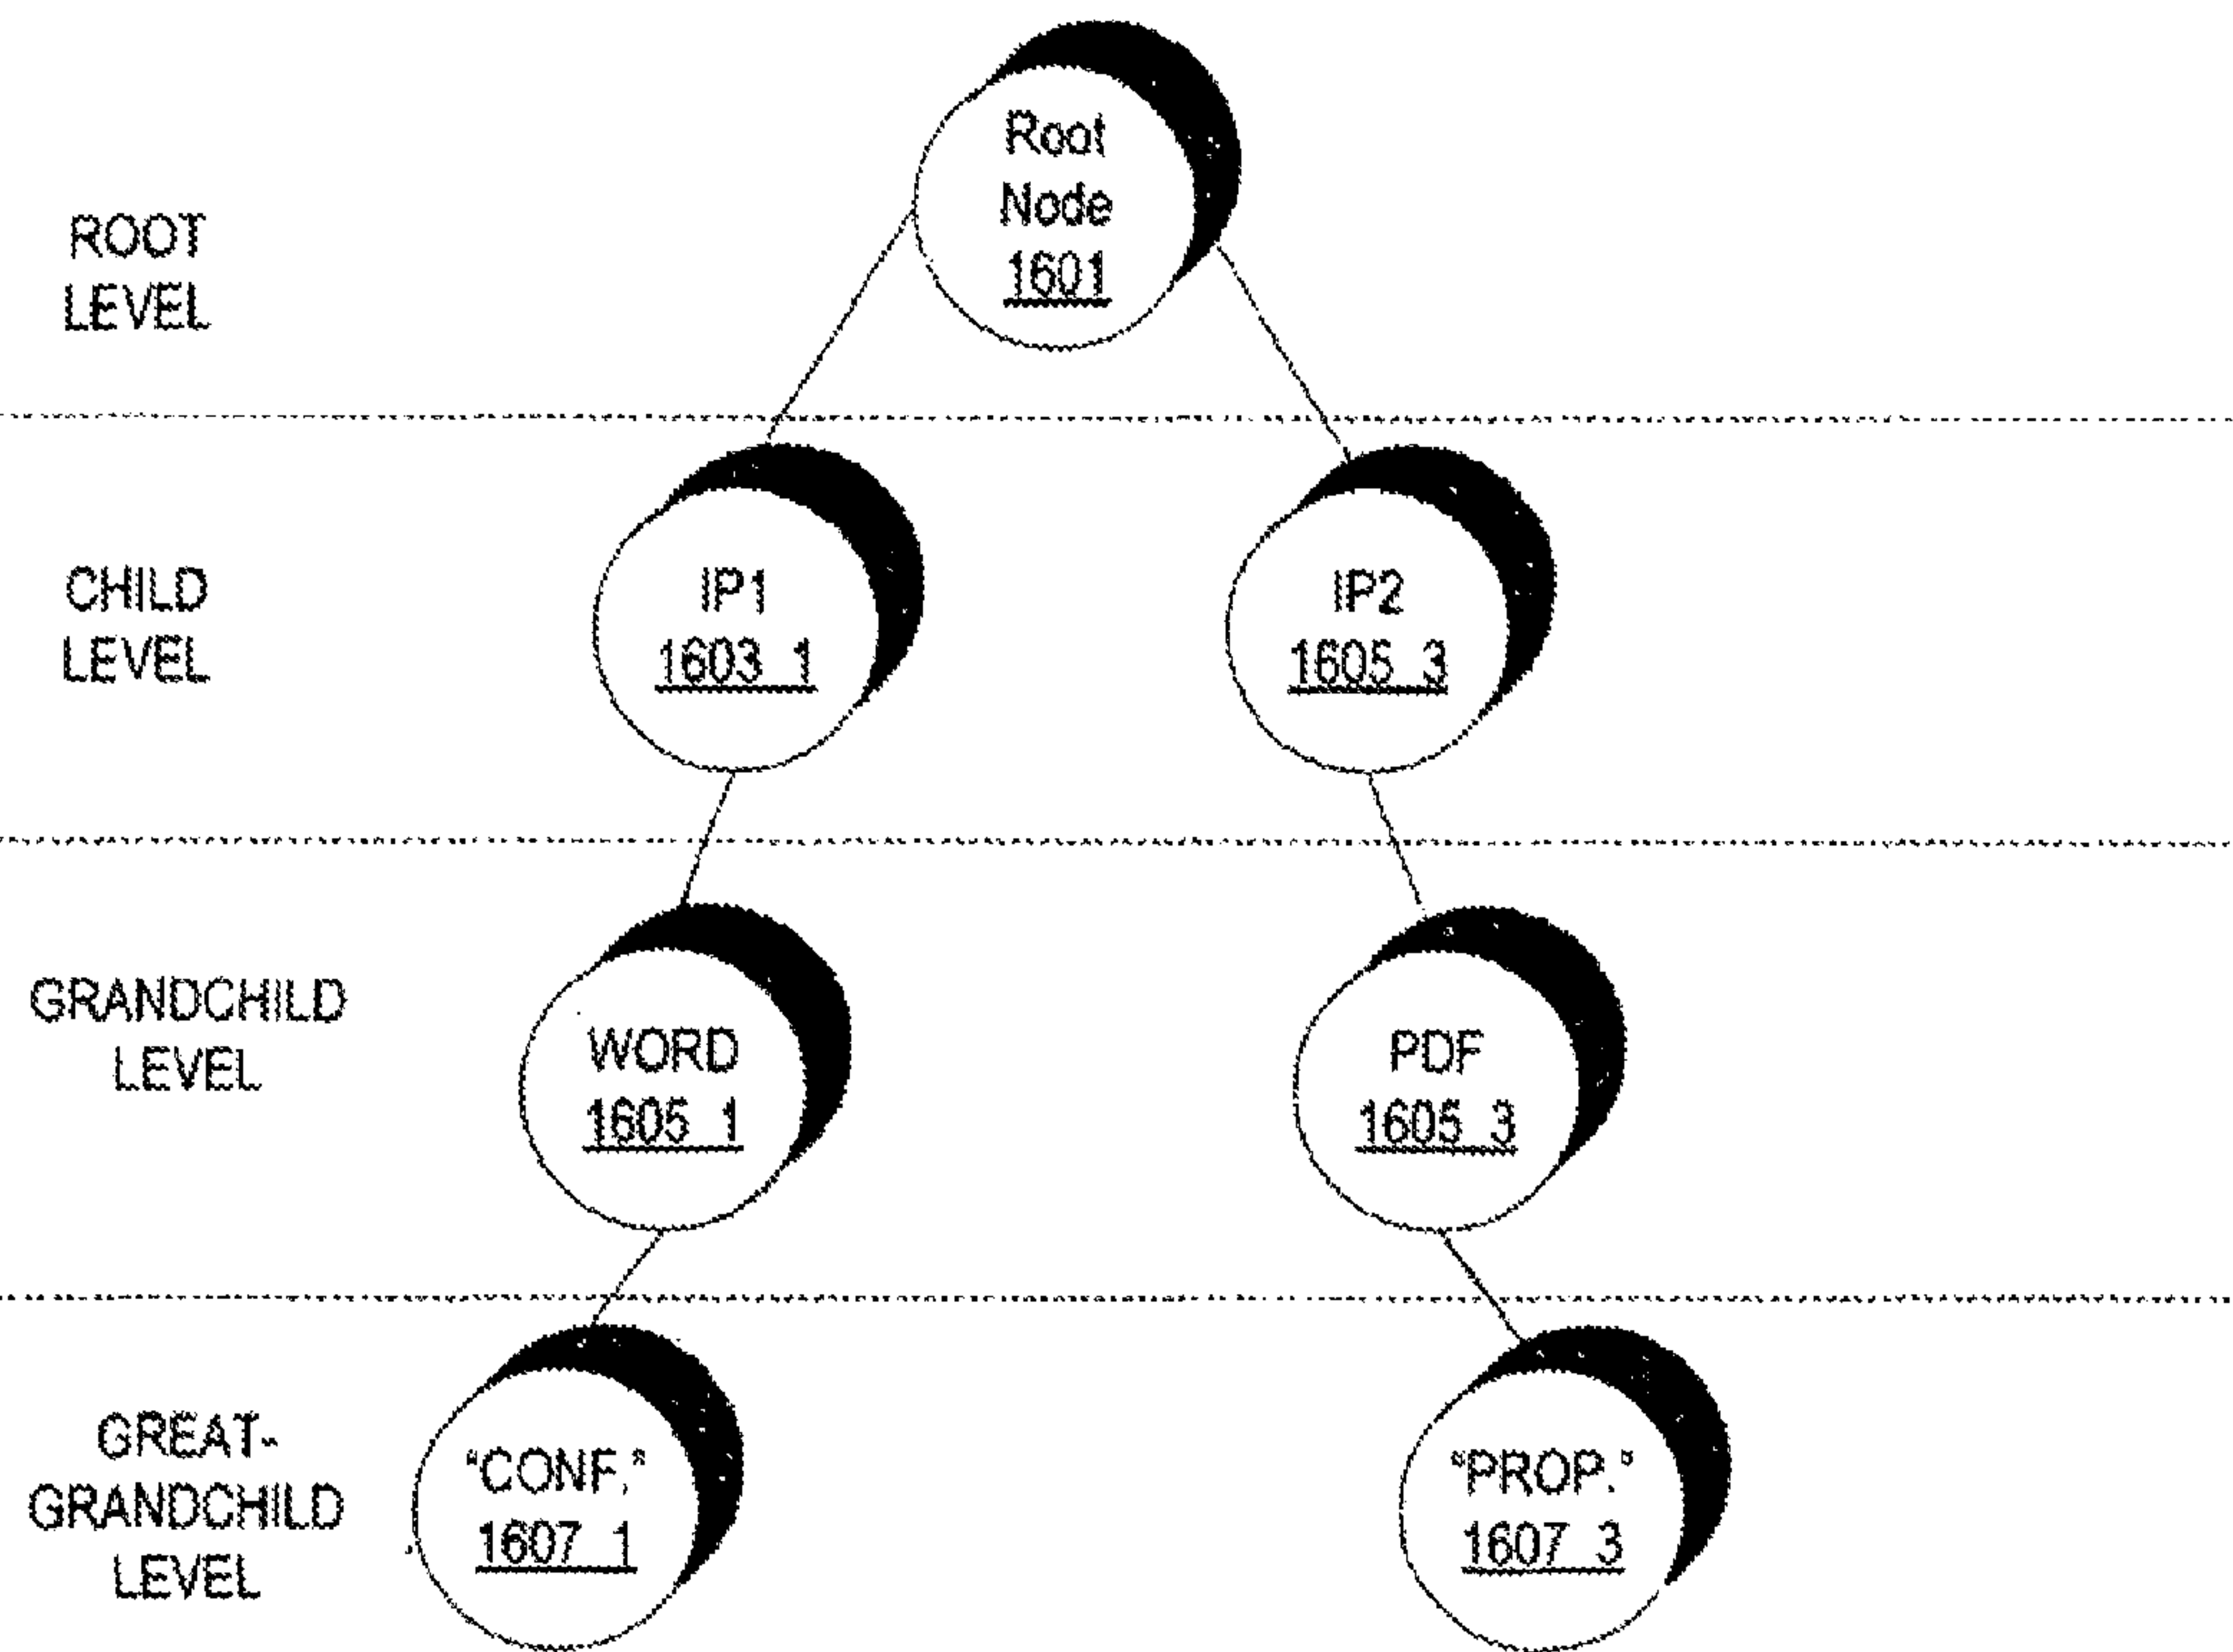 Root
Node
1601
ROOT
LEVEL
CHILD
LEVEL
IP1
1603_1
IP2
1605_3
GRANDCHILD
LEVEL
WORD
1605_1
PDF
1605_3
GREAT-
GRANDCHILD
LEVEL
"CONF."
1607_1
"PROP."
1607_3